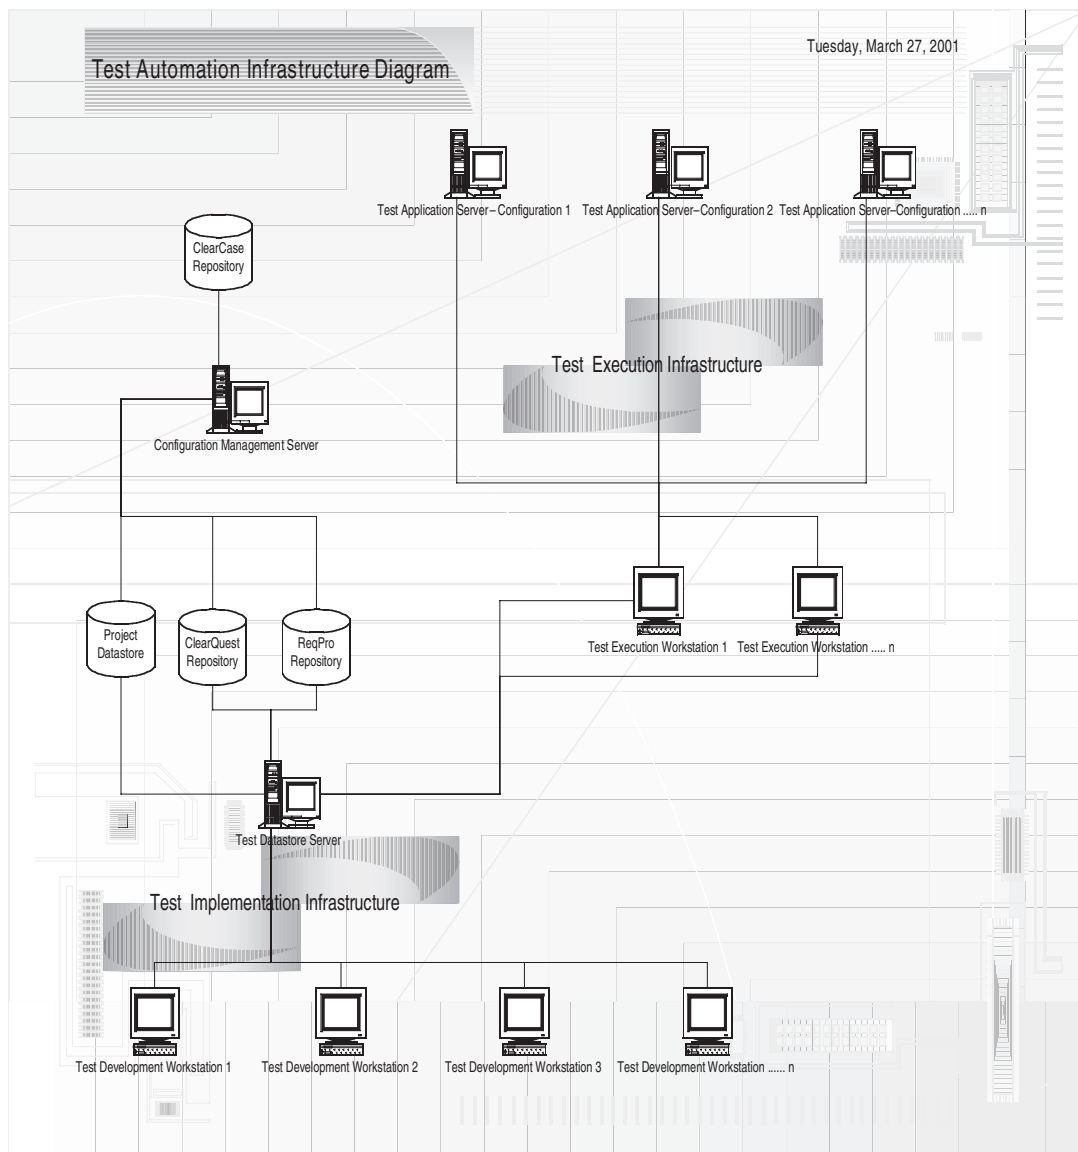 Tuesday, March 27, 2001
Test Automation Infrastructure Diagram
Test Application Server–Configuration 1
Test Application Server–Configuration 2
Test Application Server–Configuration ..... n
ClearCase
Repository
Test Execution Infrastructure
Configuration Management Server
Project
Datastore
ClearQuest
Repository
ReqPro
Repository
Test Execution Workstation 1
Test Execution Workstation ..... n
Test Datastore Server
Test Implementation Infrastructure
Test Development Workstation 1
Test Development Workstation 2
Test Development Workstation 3
Test Development Workstation ...... n